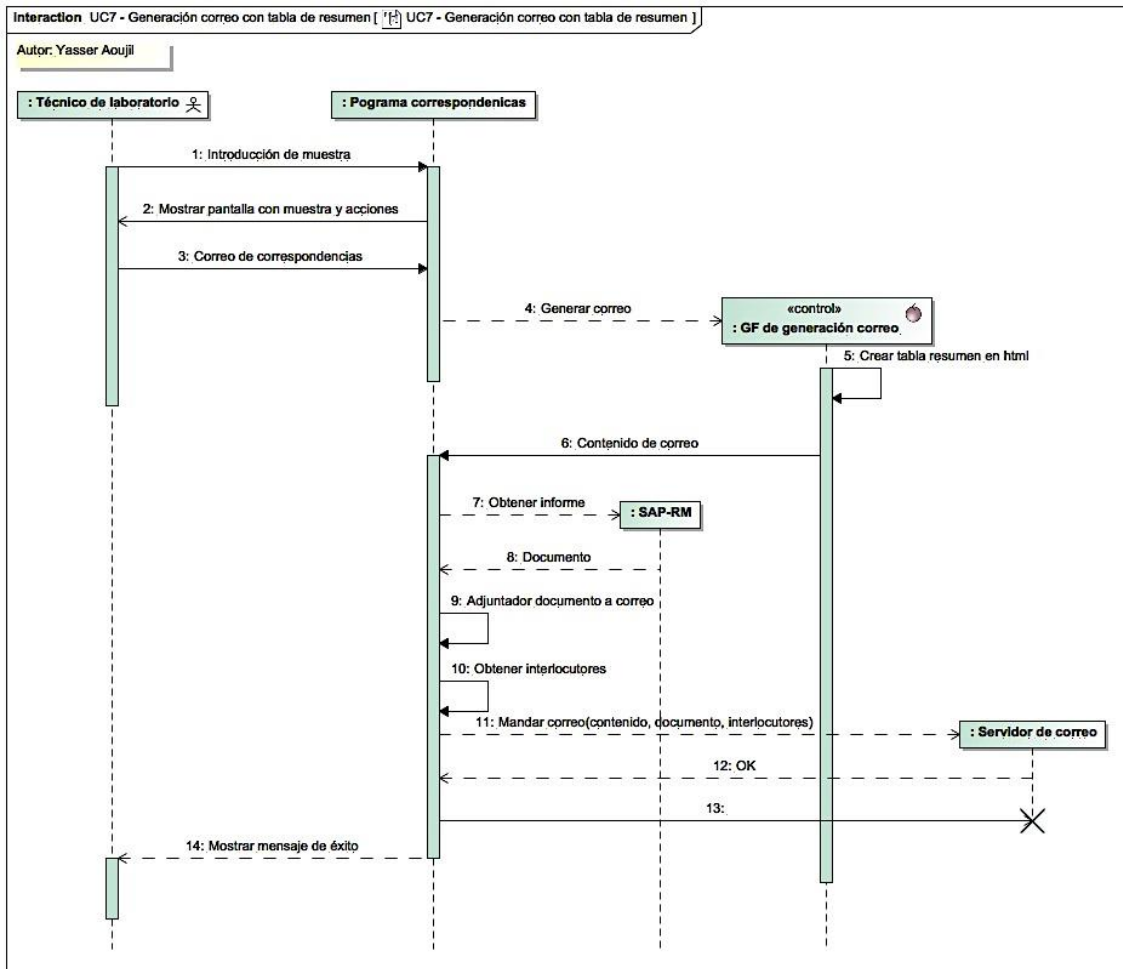 Interaction UC7 - Generación correo con tabla de resumen [ UC7 - Generación correo con tabla de resumen ]
Autor: Yasser Aoujil
: Técnico de laboratorio
: Pograma correspondenicas
1: Introducción de muestra
2: Mostrar pantalla con muestra y acciones
3: Correo de correspondencias
4: Generar correo
«control»
: GF de generación correo
5: Crear tabla resumen en html
6: Contenido de correo
7: Obtener informe
: SAP-RM
8: Documento
9: Adjuntador documento a correo
10: Obtener interlocutores
11: Mandar correo(contenido, documento, interlocutores)
: Servidor de correo
12: OK
13:
14: Mostrar mensaje de éxito